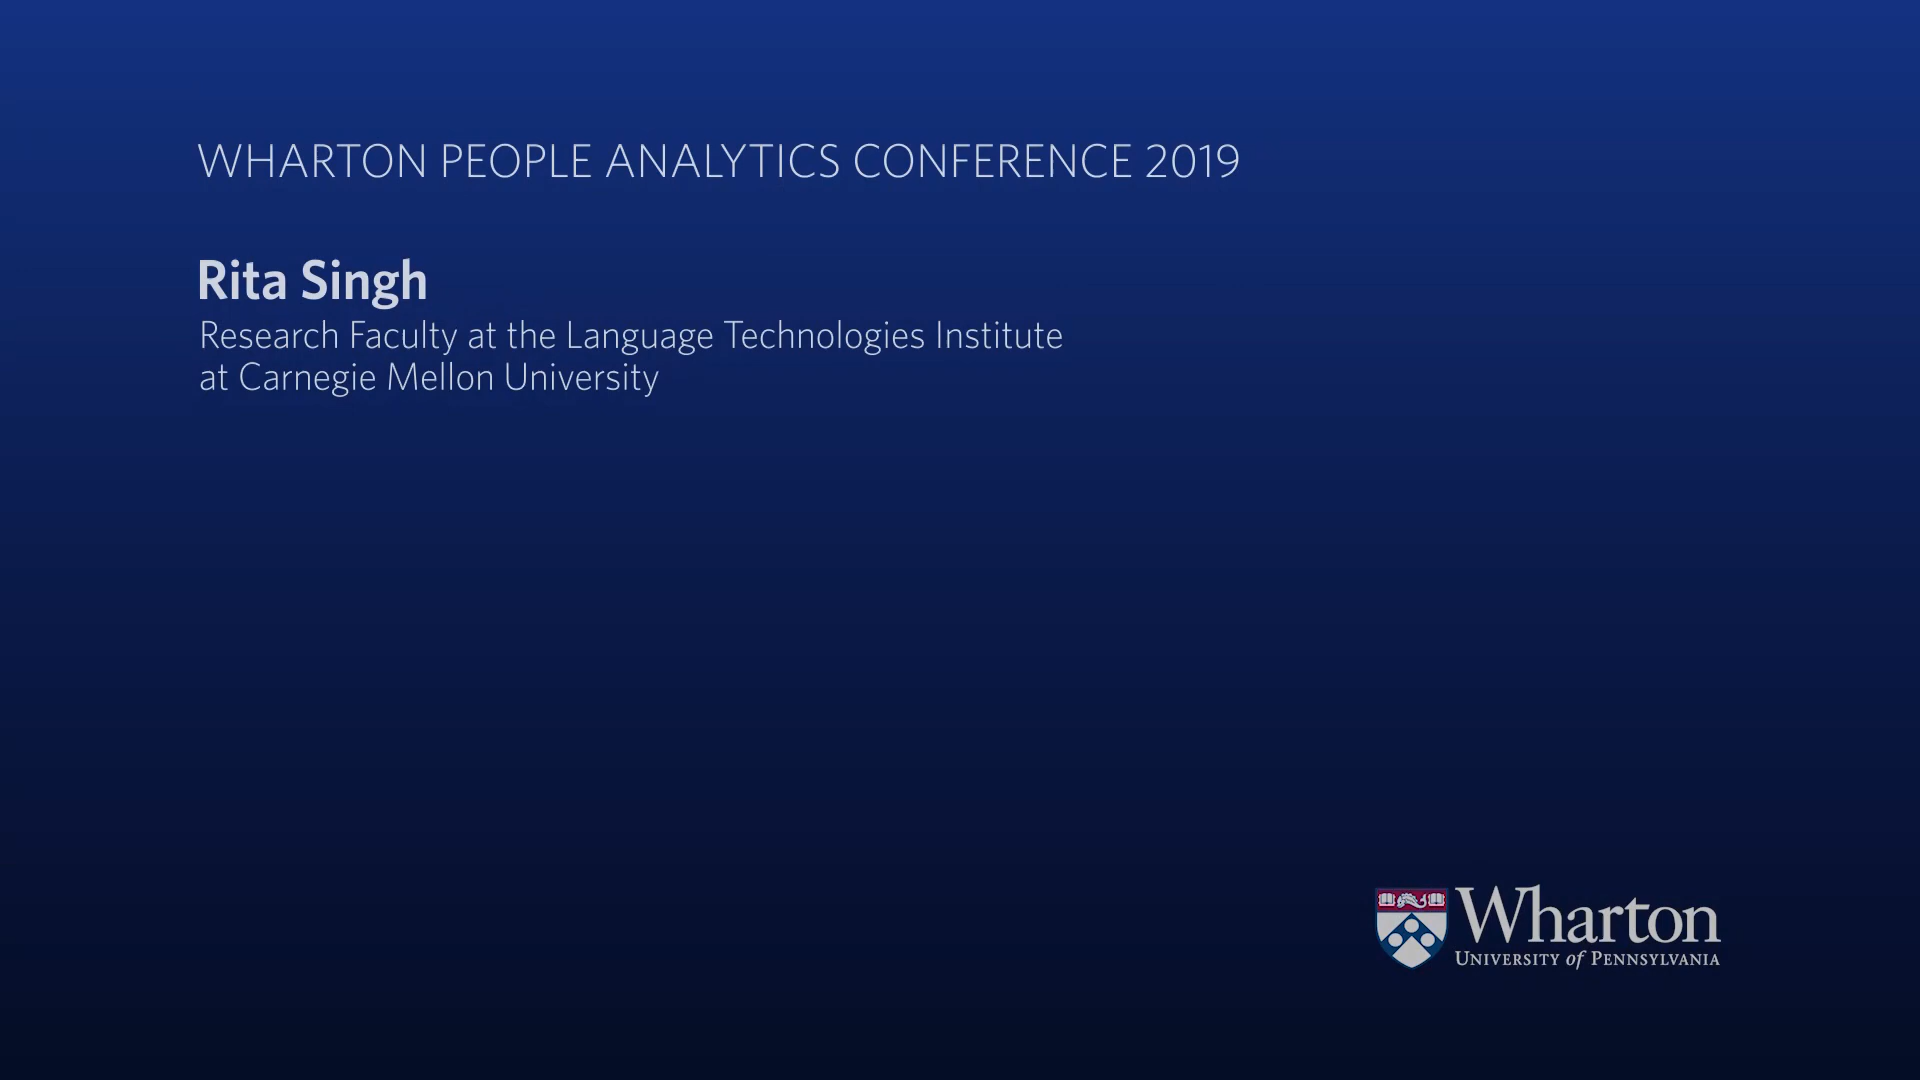 WHARTON PEOPLE ANALYTICS CONFERENCE 2019
Rita Singh
Research Faculty at the Language Technologies Institute
at Carnegie Mellon University
Wharton
UNIVERSITY of PENNSYLVANIA